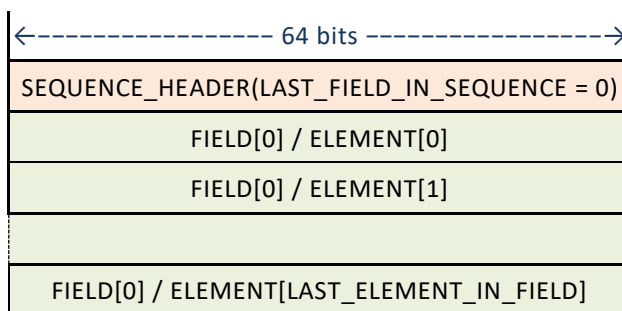 ←------------------ 64 bits ------------------→
SEQUENCE_HEADER(LAST_FIELD_IN_SEQUENCE = 0)
FIELD[0] / ELEMENT[0]
FIELD[0] / ELEMENT[1]
FIELD[0] / ELEMENT[LAST_ELEMENT_IN_FIELD]